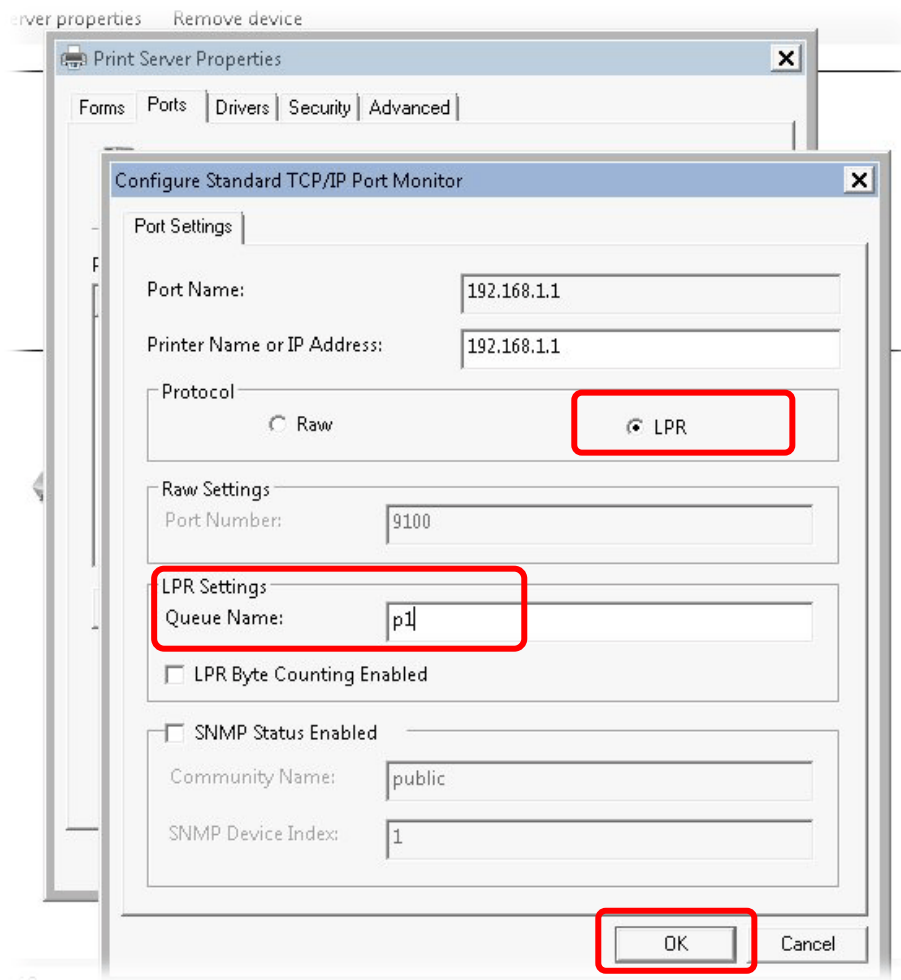 erver properties Remove device
Print Server Properties
Forms Ports Drivers Security Advanced
Configure Standard TCP/IP Port Monitor
Port Settings
Port Name: 192.168.1.1
Printer Name or IP Address: 192.168.1.1
Protocol
Raw LPR
Raw Settings
Port Number: 9100
LPR Settings
Queue Name: p1
LPR Byte Counting Enabled
SNMP Status Enabled
Community Name: public
SNMP Device Index: 1
OK Cancel